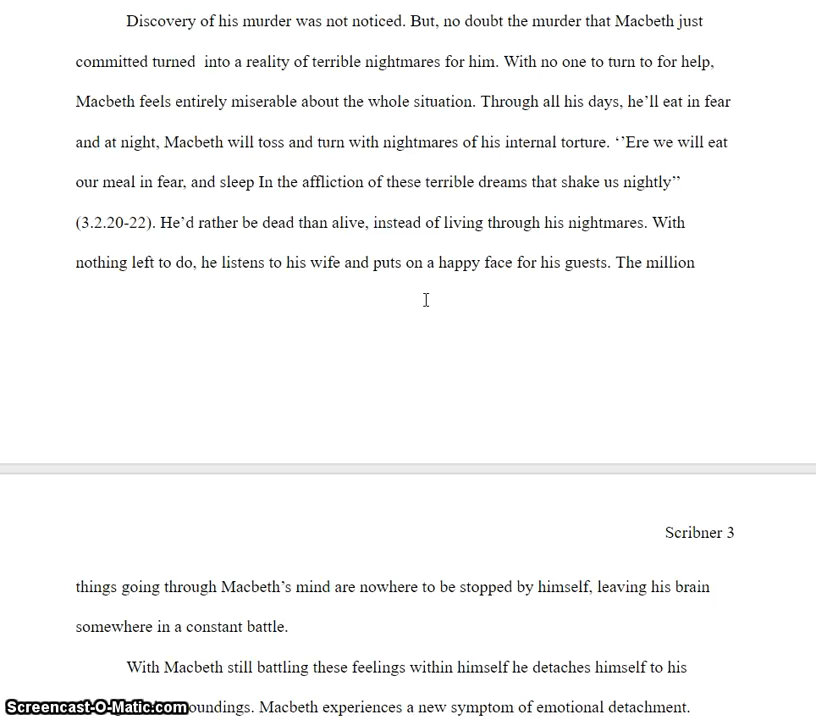 Discovery of his murder was not noticed. But, no doubt the murder that Macbeth just
committed turned  into a reality of terrible nightmares for him. With no one to turn to for help,
Macbeth feels entirely miserable about the whole situation. Through all his days, he’ll eat in fear
and at night, Macbeth will toss and turn with nightmares of his internal torture. ‘’Ere we will eat
our meal in fear, and sleep In the affliction of these terrible dreams that shake us nightly’’
(3.2.20-22). He’d rather be dead than alive, instead of living through his nightmares. With
nothing left to do, he listens to his wife and puts on a happy face for his guests. The million
Scribner 3
things going through Macbeth’s mind are nowhere to be stopped by himself, leaving his brain
somewhere in a constant battle.
With Macbeth still battling these feelings within himself he detaches himself to his
Screencast-O-Matic.com oundings. Macbeth experiences a new symptom of emotional detachment.